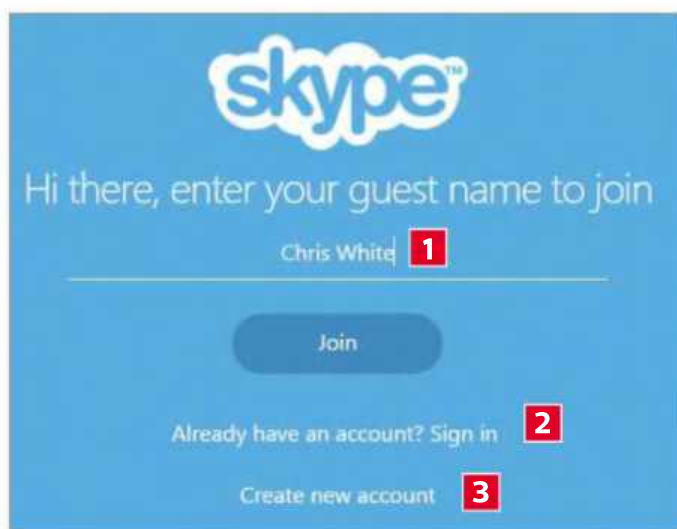 skype™
Hi there, enter your guest name to join
Chris White 1
Join
Already have an account? Sign in 2
Create new account 3